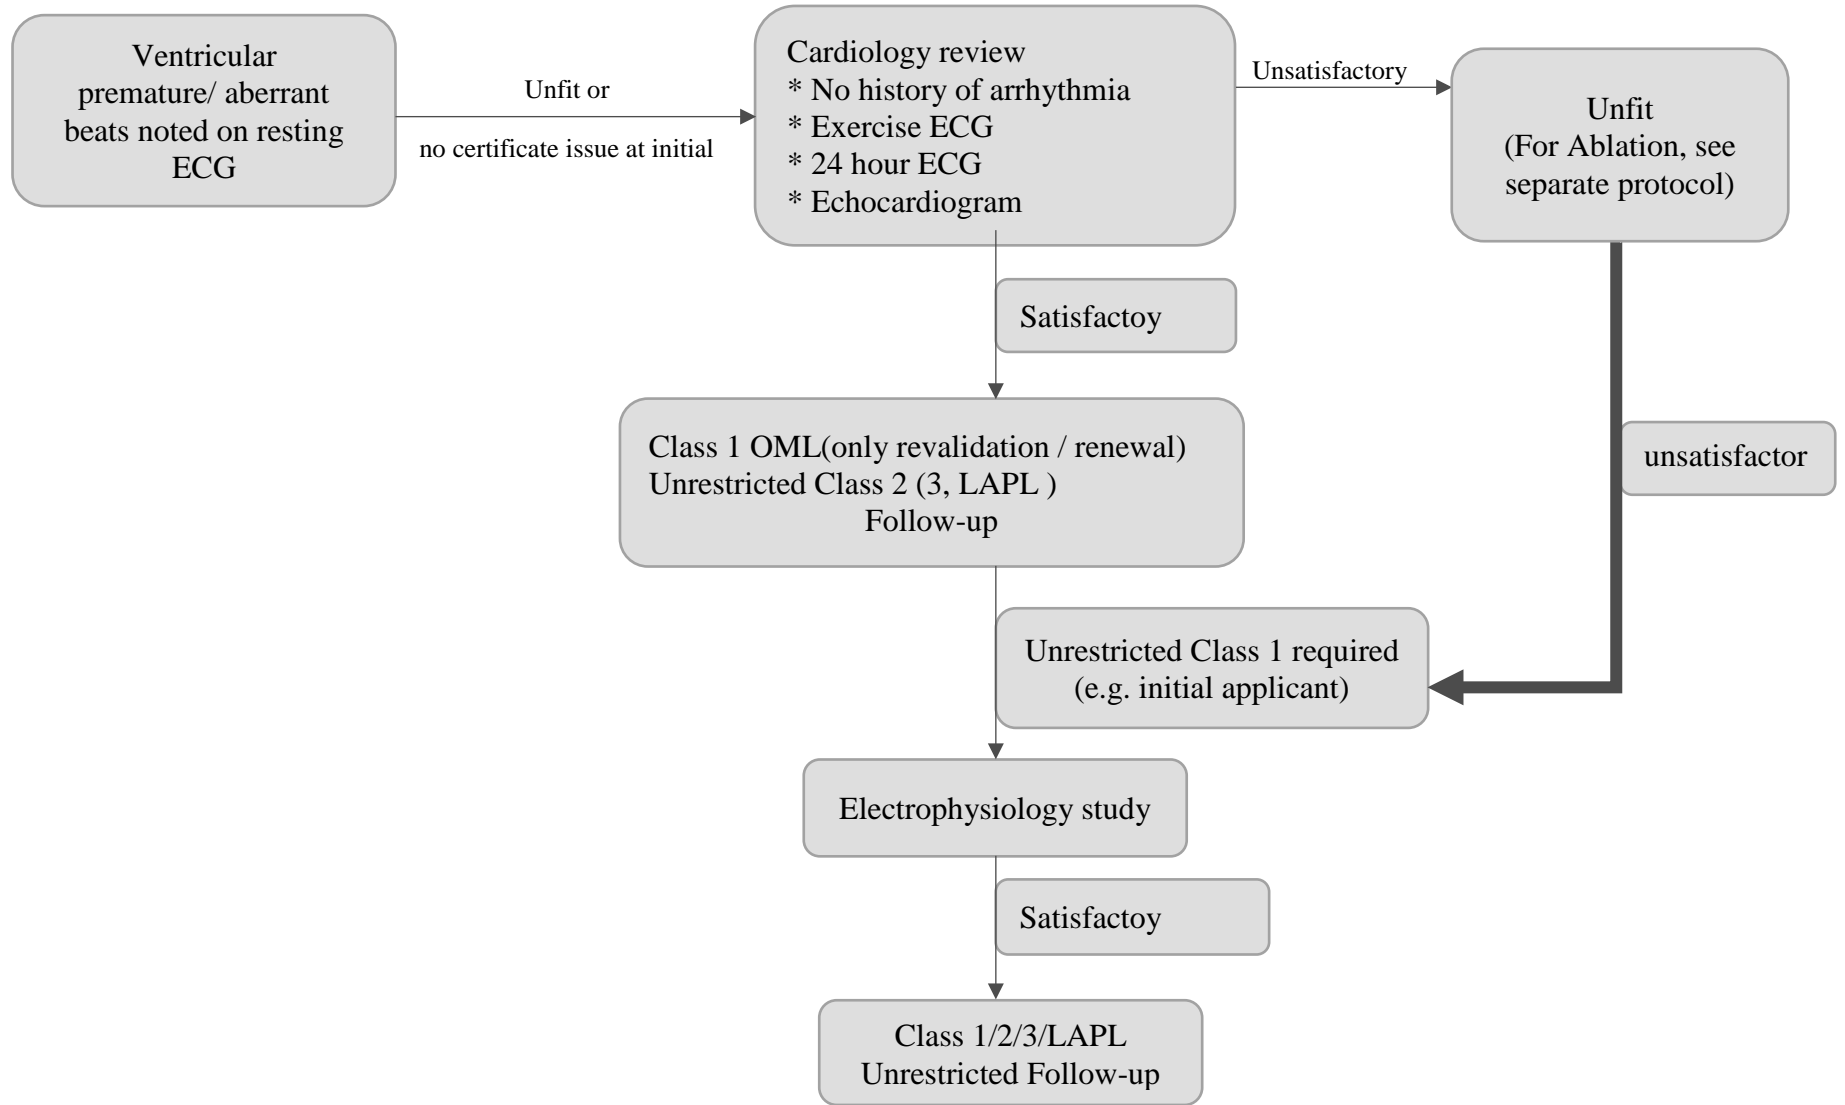 Ventricular
premature/ aberrant
beats noted on resting
ECG
Unfit or
no certificate issue at initial
Cardiology review
* No history of arrhythmia
* Exercise ECG
* 24 hour ECG
* Echocardiogram
Unsatisfactory
Unfit
(For Ablation, see
separate protocol)
Satisfactoy
Class 1 OML(only revalidation / renewal)
Unrestricted Class 2 (3, LAPL )
Follow-up
unsatisfactor
Unrestricted Class 1 required
(e.g. initial applicant)
Electrophysiology study
Satisfactoy
Class 1/2/3/LAPL
Unrestricted Follow-up